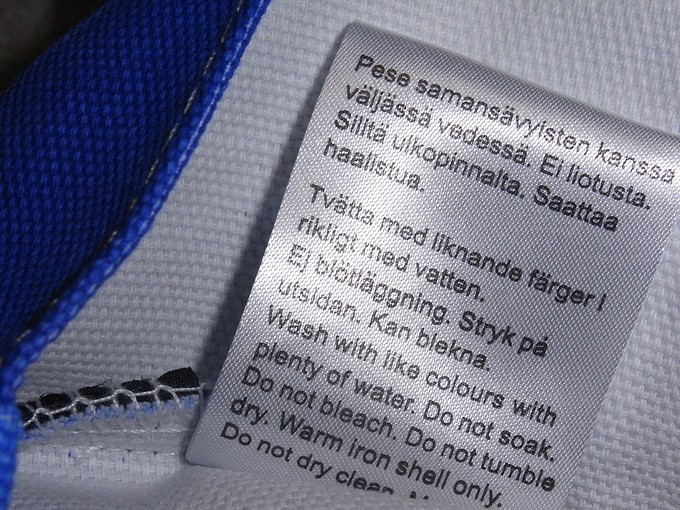 Pese samansävyisten kanssa
väljässä vedessä. Ei liotusta.
Silitä ulkopinnalta. Saattaa
haalistua.
Tvätta med liknande färger i
rikligt med vatten.
Ej blötläggning. Stryk på
utsidan. Kan blekna.
Wash with like colours with
plenty of water. Do not soak.
Do not bleach. Do not tumble
dry. Warm iron shell only.
Do not dry clean.